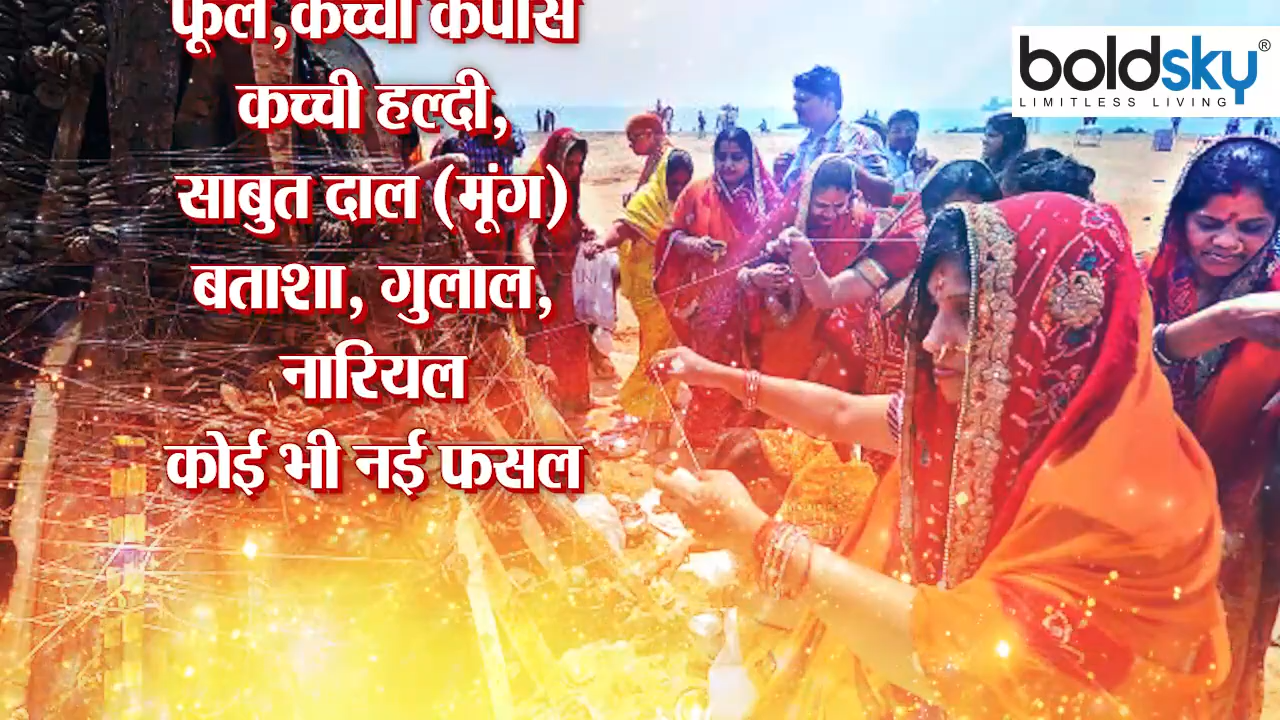 फूल,कच्चा कपास
कच्ची हल्दी,
साबुत दाल (मूंग)
बताशा, गुलाल,
नारियल
कोई भी नई फसल
boldsky®
LIMITLESS LIVING